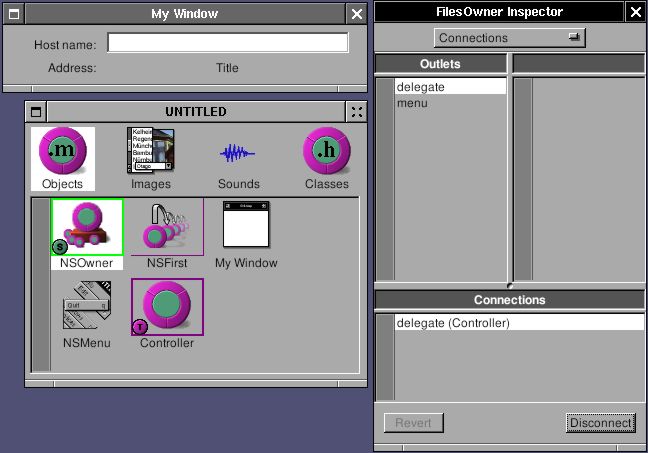 My Window
Host name:
Address: Title
UNTITLED
.m
.h
Objects Images Sounds Classes
S
NSOwner NSFirst My Window
Quit q
T
NSMenu Controller
FilesOwner Inspector
Connections
Outlets
delegate
menu
Connections
delegate (Controller)
Revert Disconnect